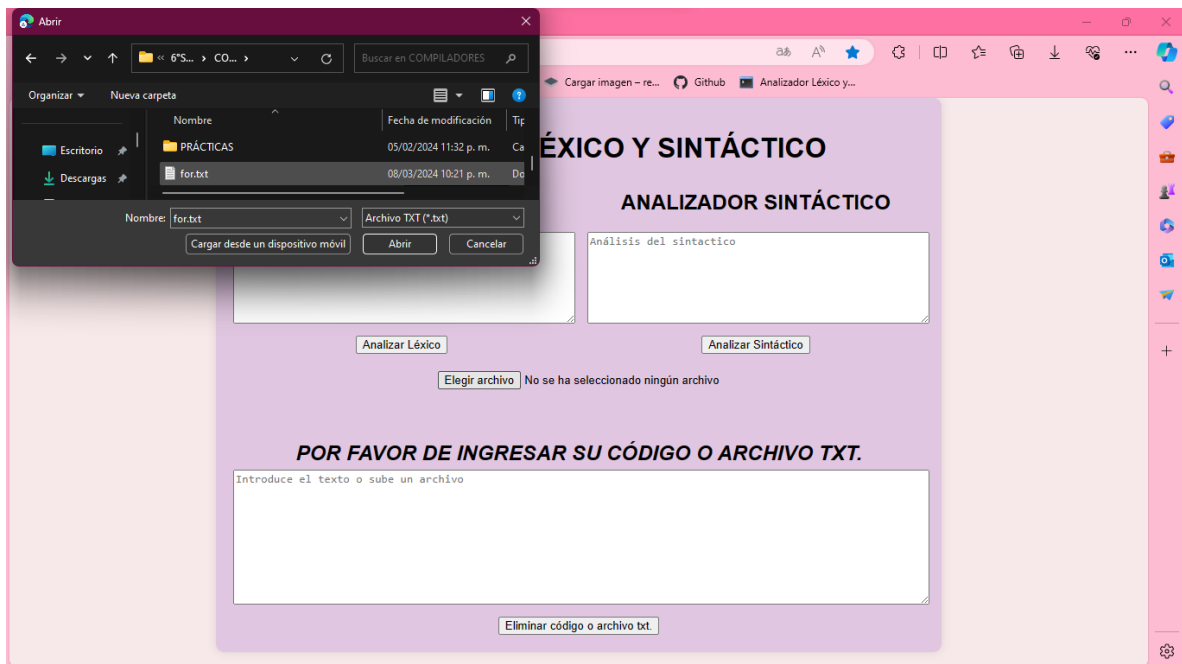 Abrir
6°S... > CO... >
Buscar en COMPILADORES
Organizar
Nueva carpeta
Nombre
Fecha de modificación
Tip
Escritorio
PRÁCTICAS
05/02/2024 11:32 p. m.
Ca
Descargas
for.txt
08/03/2024 10:21 p. m.
Do
Nombre:
for.txt
Archivo TXT (*.txt)
Cargar desde un dispositivo móvil
Abrir
Cancelar
Cargar imagen – re...
Github
Analizador Léxico y...
ÉXICO Y SINTÁCTICO
ANALIZADOR SINTÁCTICO
Análisis del sintactico
Analizar Léxico
Analizar Sintáctico
Elegir archivo
No se ha seleccionado ningún archivo
POR FAVOR DE INGRESAR SU CÓDIGO O ARCHIVO TXT.
Introduce el texto o sube un archivo
Eliminar código o archivo txt.